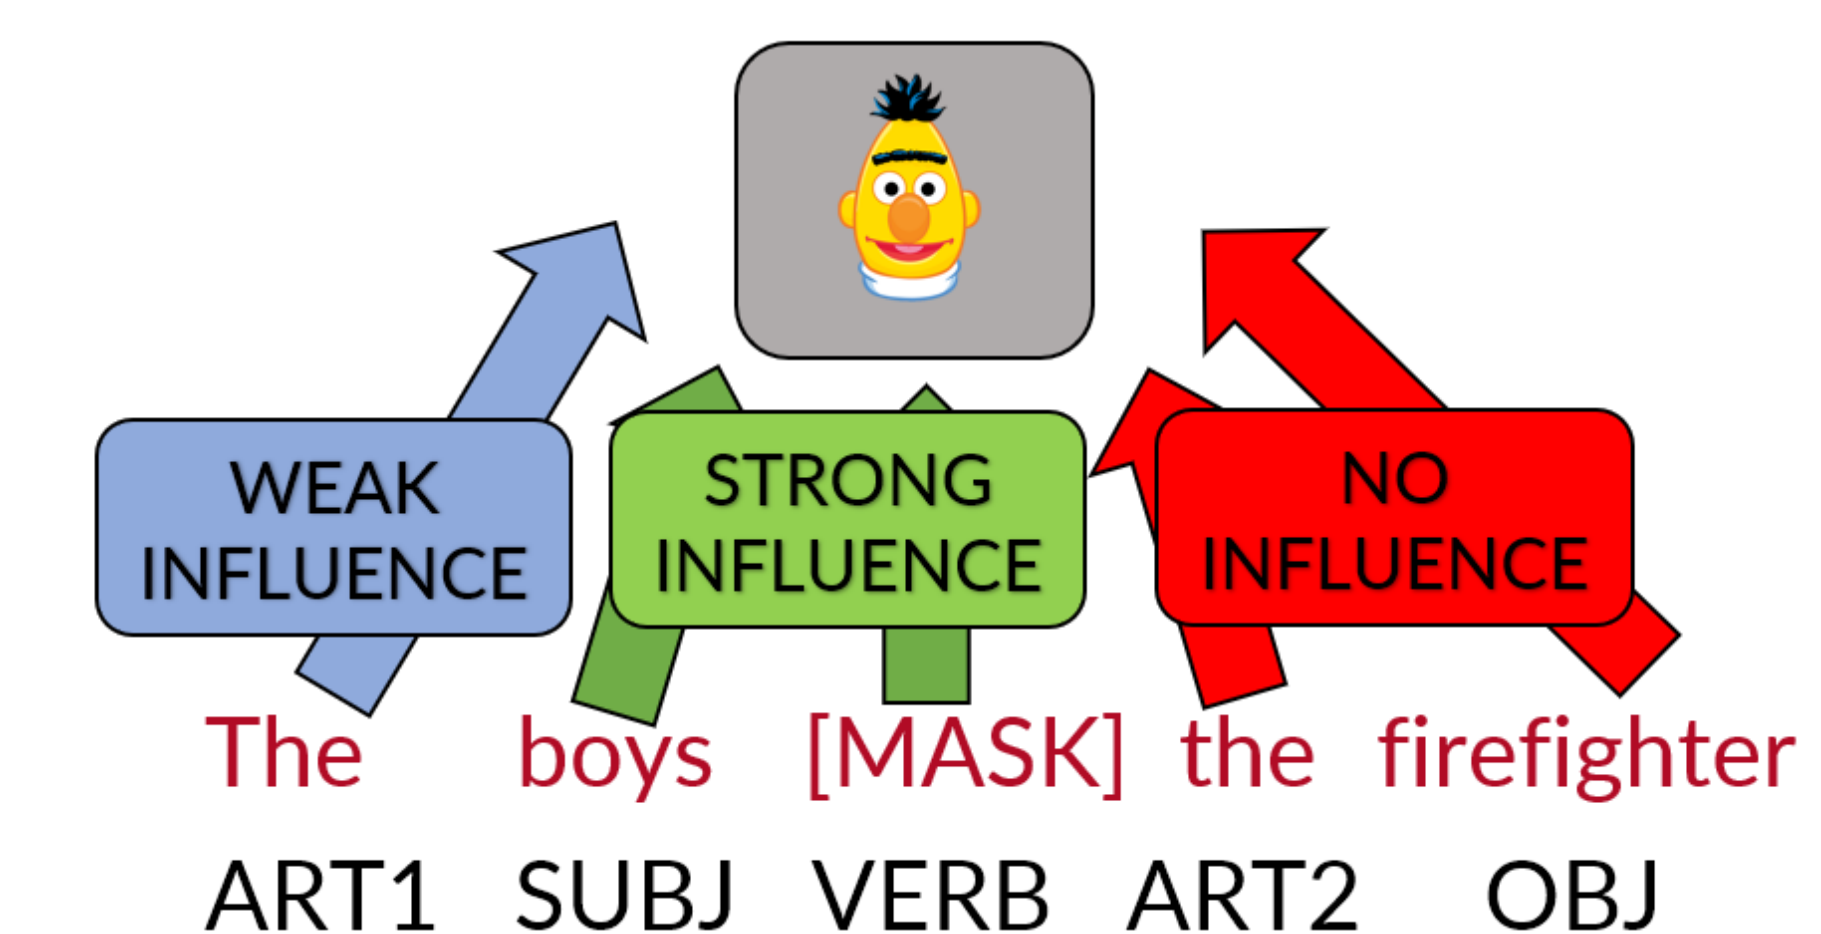 WEAK
INFLUENCE
STRONG
INFLUENCE
NO
INFLUENCE
The boys [MASK] the firefighter
ART1 SUBJ VERB ART2 OBJ